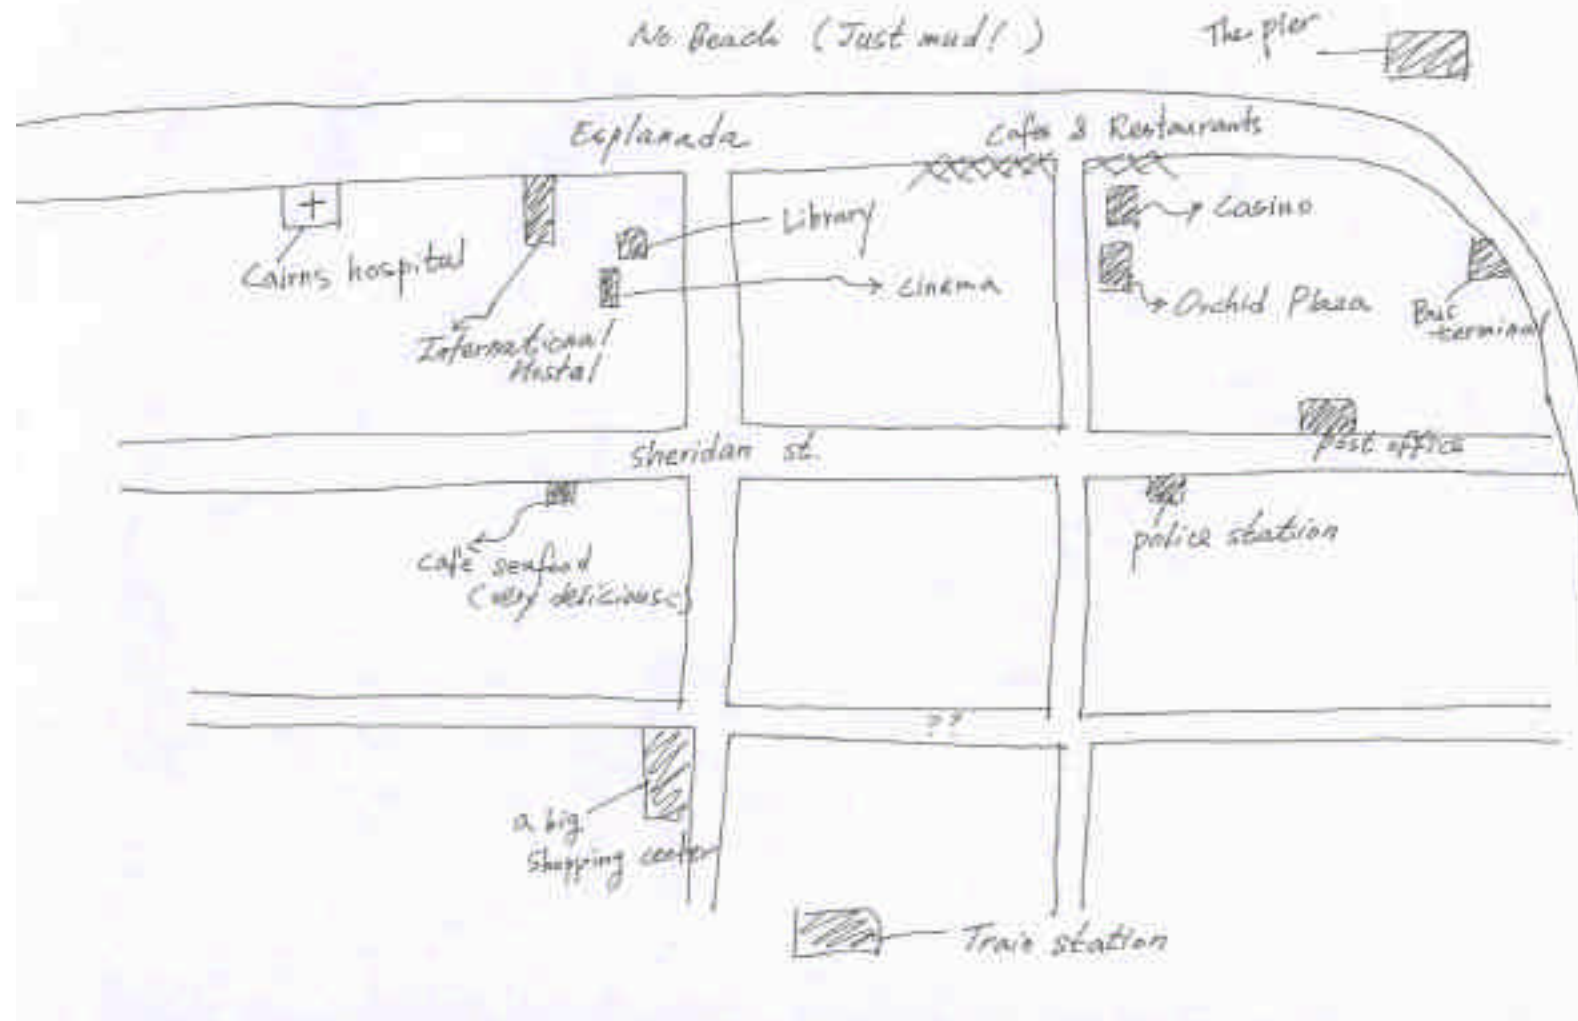 No Beach (Just mud! )
The pier
Esplanada
Cafes & Restaurants
Library
Casino
Cairns hospital
cinema
Orchid Plaza
Bus
terminal
International
Hostal
Sheridan st.
post office
cafe seafood
(very delicious)
police station
??
a big
Shopping center
Train station